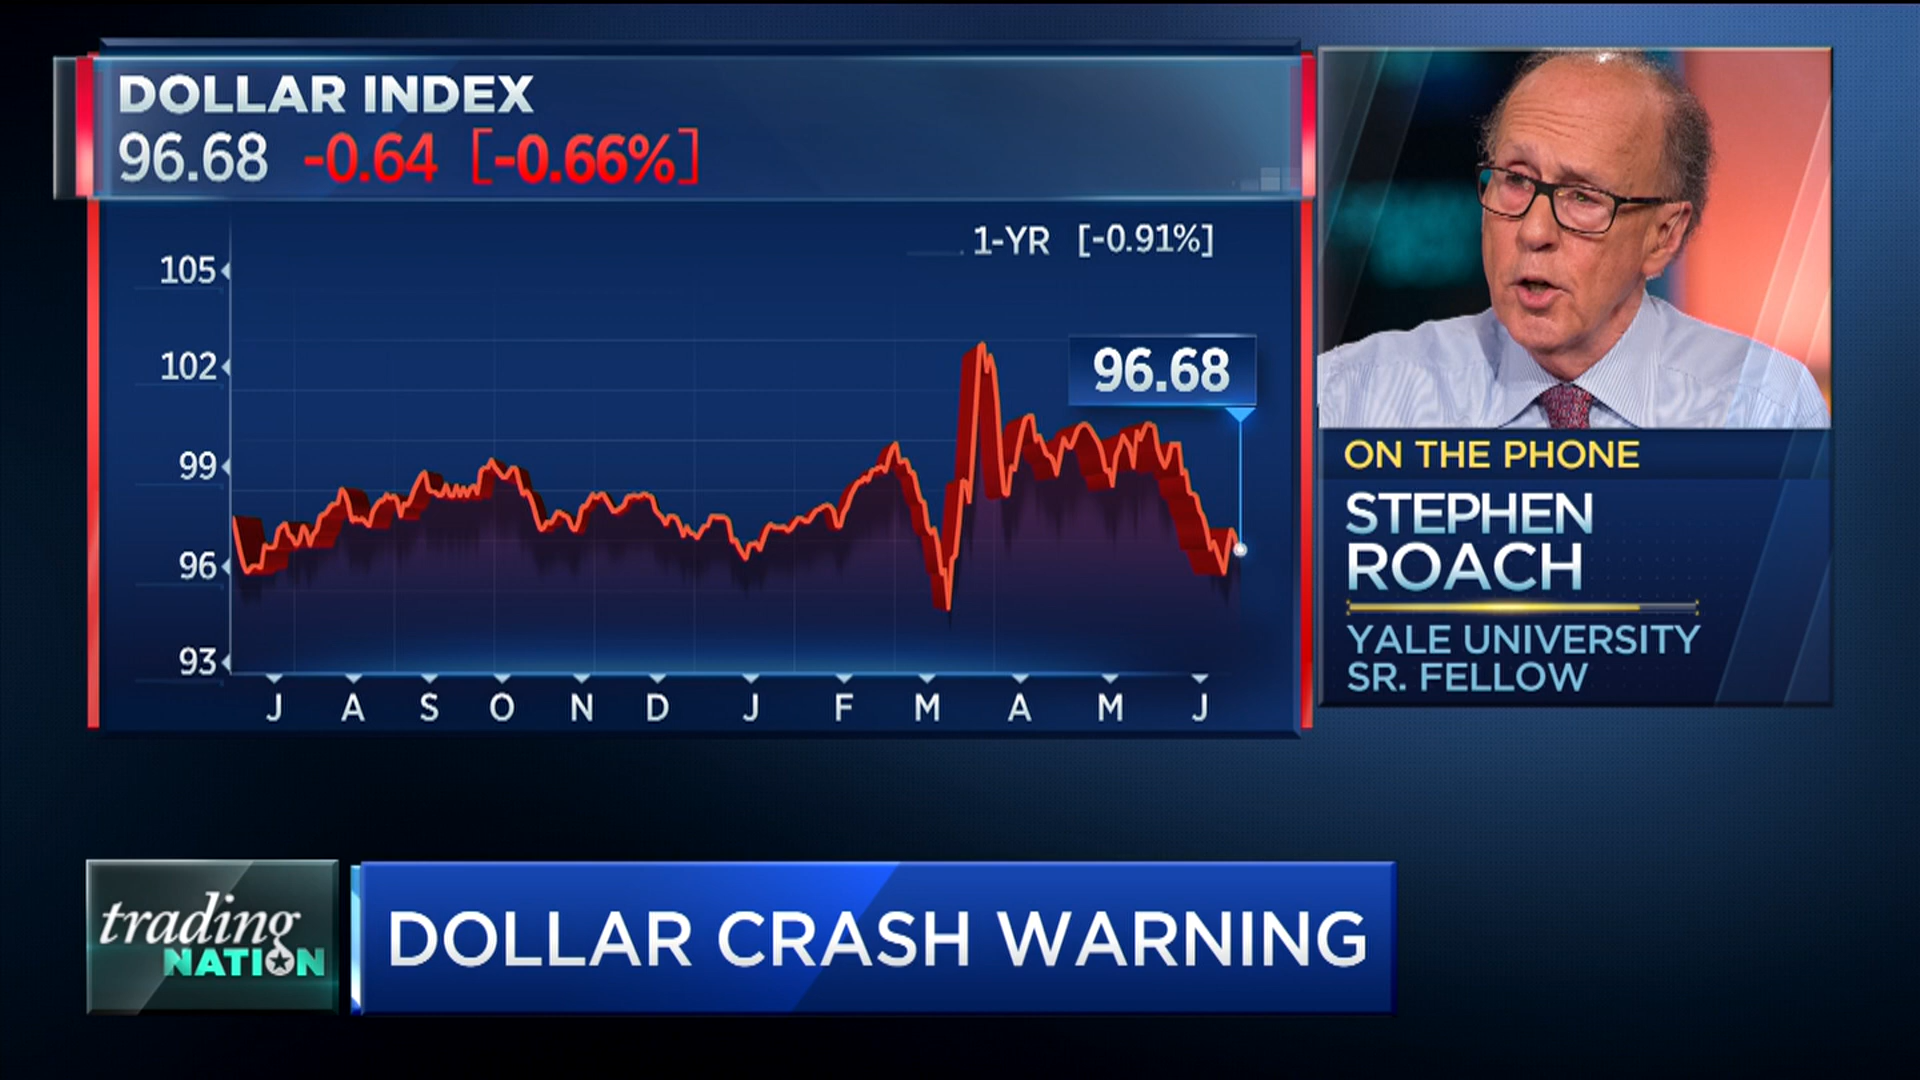 DOLLAR INDEX
96.68 -0.64 [-0.66%]
1-YR [-0.91%]
105
102
99
96
93
96.68
J A S O N D J F M A M J
ON THE PHONE
STEPHEN
ROACH
YALE UNIVERSITY
SR. FELLOW
trading
NATION
DOLLAR CRASH WARNING